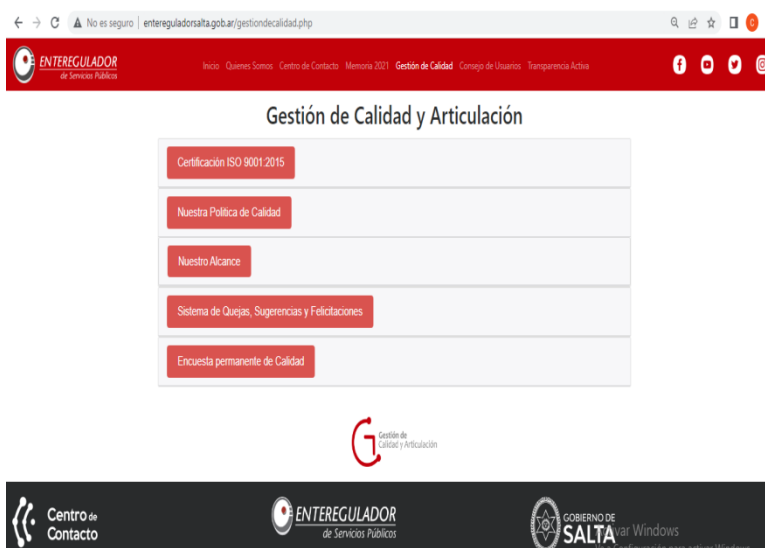 No es seguro | entereguladorsalta.gob.ar/gestiondecalidad.php
ENTEREGULADOR
de Servicios Públicos
Inicio Quienes Somos Centro de Contacto Memoria 2021 Gestión de Calidad Consejo de Usuarios Transparencia Activa
Gestión de Calidad y Articulación
Certificación ISO 9001:2015
Nuestra Política de Calidad
Nuestro Alcance
Sistema de Quejas, Sugerencias y Felicitaciones
Encuesta permanente de Calidad
Gestión de
Calidad y Articulación
Centro de
Contacto
ENTEREGULADOR
de Servicios Públicos
GOBIERNO DE
SALTA
var Windows